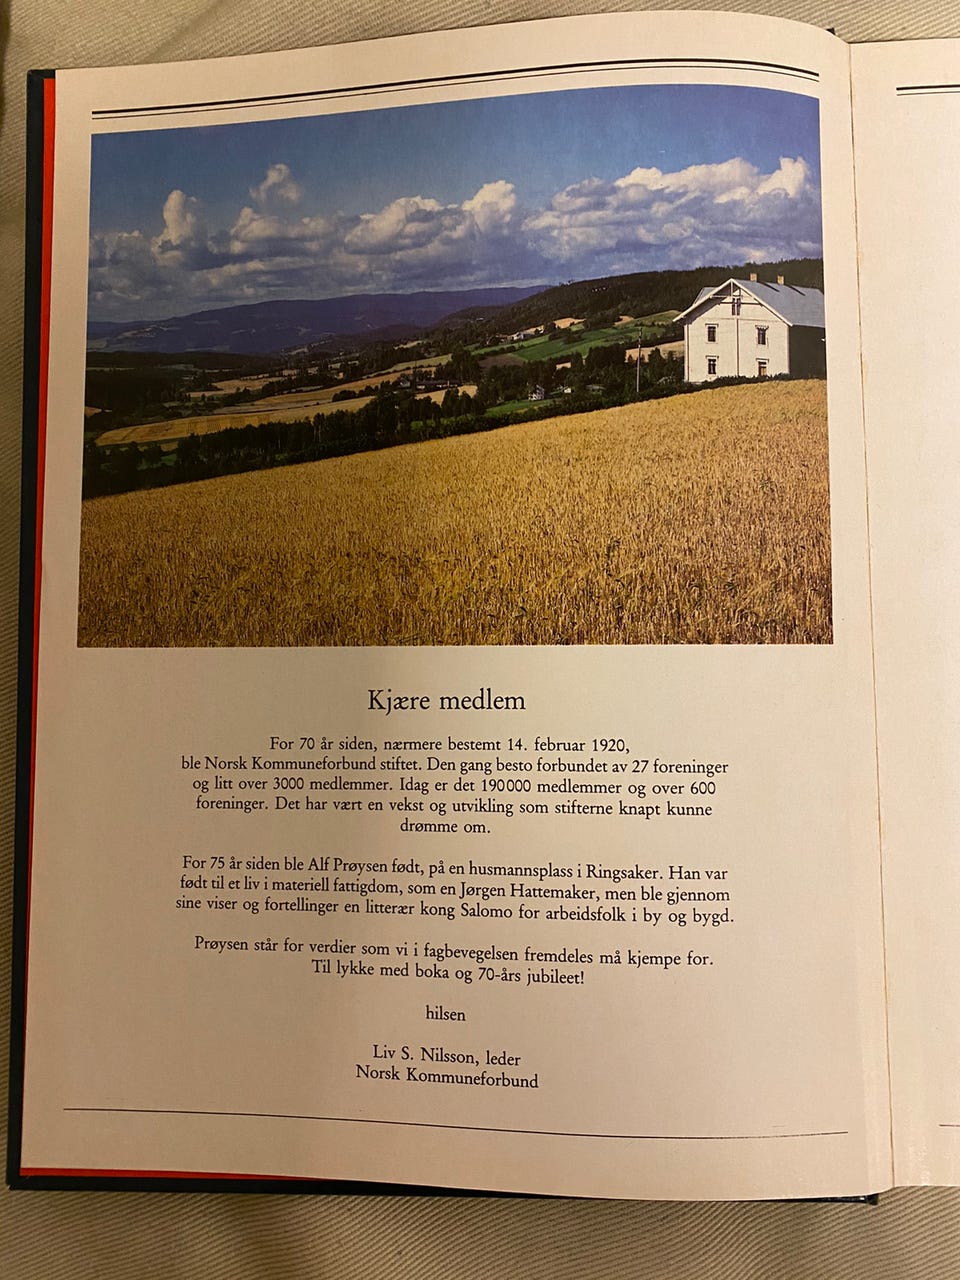 Kjære medlem
For 70 år siden, nærmere bestemt 14. februar 1920,
ble Norsk Kommuneforbund stiftet. Den gang besto forbundet av 27 foreninger
og litt over 3000 medlemmer. Idag er det 190000 medlemmer og over 600
foreninger. Det har vært en vekst og utvikling som stifterne knapt kunne
drømme om.
For 75 år siden ble Alf Prøysen født, på en husmannsplass i Ringsaker. Han var
født til et liv i materiell fattigdom, som en Jørgen Hattemaker, men ble gjennom
sine viser og fortellinger en litterær kong Salomo for arbeidsfolk i by og bygd.
Prøysen står for verdier som vi i fagbevegelsen fremdeles må kjempe for.
Til lykke med boka og 70-års jubileet!
hilsen
Liv S. Nilsson, leder
Norsk Kommuneforbund